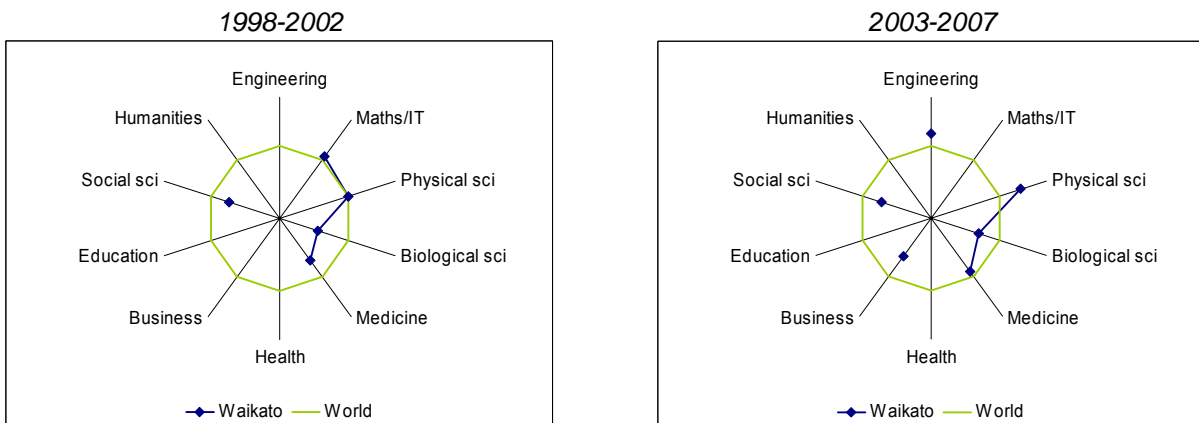 1998-2002
Engineering
Humanities
Maths/IT
Social sci
Physical sci
Education
Biological sci
Business
Medicine
Health
Waikato
World
2003-2007
Engineering
Humanities
Maths/IT
Social sci
Physical sci
Education
Biological sci
Business
Medicine
Health
Waikato
World